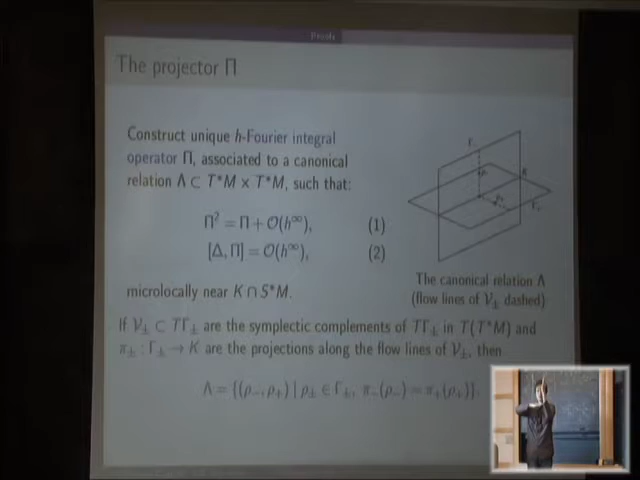 Proofs
The projector Π
Construct unique h-Fourier integral
operator Π, associated to a canonical
relation Λ ⊂ T*M × T*M, such that:
Π² = Π + O(h^∞), (1)
[Δ, Π] = O(h^∞), (2)
microlocally near K ∩ S*M.
The canonical relation Λ
(flow lines of V± dashed)
If V± ⊂ TΓ± are the symplectic complements of TΓ± in T(T*M) and
π± : Γ± → K are the projections along the flow lines of V±, then
Λ = {(ρ₋, ρ₊) | ρ± ∈ Γ±, π₋(ρ₋) = π₊(ρ₊)}.